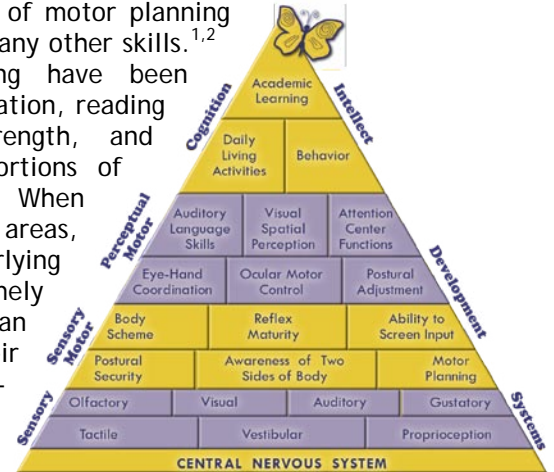 of motor planning
any other skills.1,2
ng have been
ation, reading
rength, and
ortions of
When
areas,
rlying
nely
an
ir
-
Cognition
Intellect
Academic
Learning
Daily
Living
Activities
Behavior
Perceptual
Motor
Development
Auditory
Language
Skills
Visual
Spatial
Perception
Attention
Center
Functions
Eye-Hand
Coordination
Ocular Motor
Control
Postural
Adjustment
Sensory
Motor
Body
Scheme
Reflex
Maturity
Ability to
Screen Input
Postural
Security
Awareness of Two
Sides of Body
Motor
Planning
Sensory
Systems
Olfactory
Visual
Auditory
Gustatory
Tactile
Vestibular
Proprioception
CENTRAL NERVOUS SYSTEM